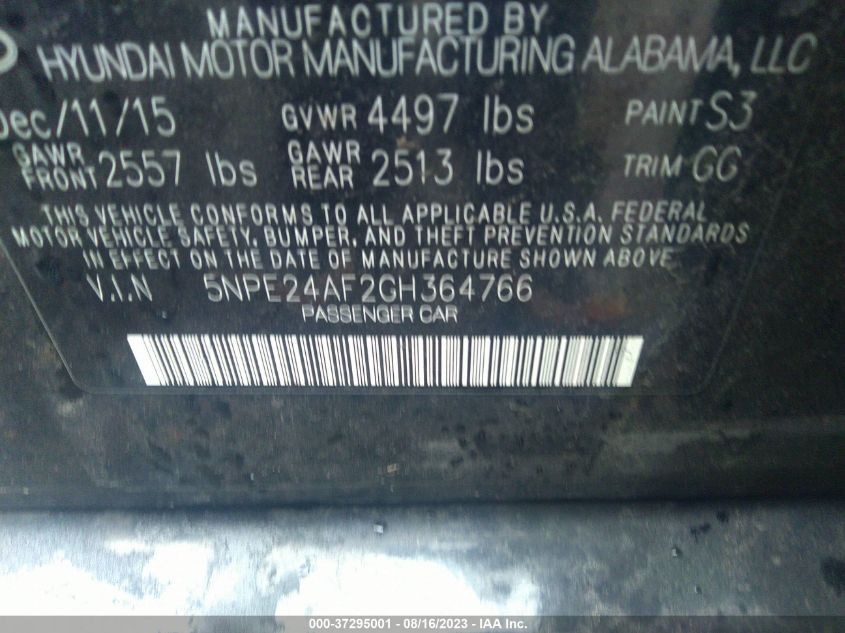 MANUFACTURED BY
HYUNDAI MOTOR MANUFACTURING ALABAMA, LLC
Dec/11/15 GVWR 4497 lbs PAINT S3
GAWR FRONT 2557 lbs GAWR REAR 2513 lbs TRIM GG
THIS VEHICLE CONFORMS TO ALL APPLICABLE U.S.A. FEDERAL
MOTOR VEHICLE SAFETY, BUMPER, AND THEFT PREVENTION STANDARDS
IN EFFECT ON THE DATE OF MANUFACTURE SHOWN ABOVE.
V.I.N 5NPE24AF2GH364766
PASSENGER CAR
000-37295001 - 08/16/2023 - IAA Inc.